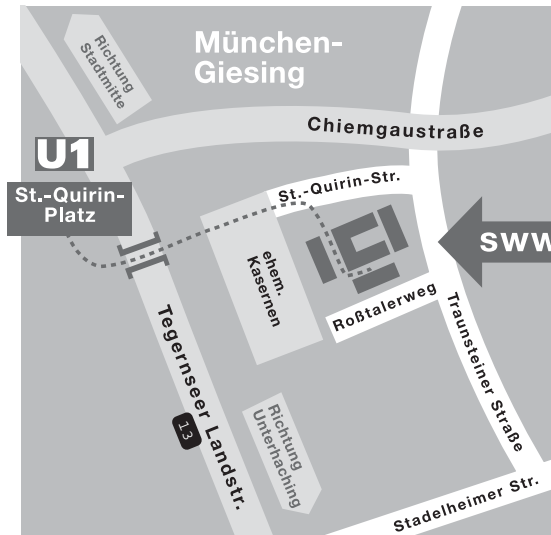 München-
Giesing
Richtung
Stadtmitte
Chiemgaustraße
U1
St.-Quirin-
Platz
St.-Quirin-Str.
SWW
ehem.
Kasernen
Roßtalerweg
Tegernseer Landstr.
13
Traunsteiner Straße
Richtung
Unterhaching
Stadelheimer Str.